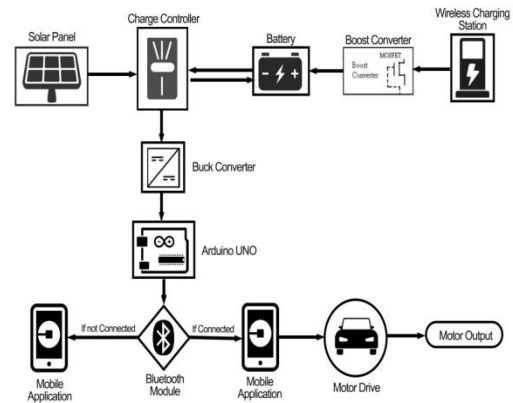 Solar Panel
Charge Controller
Battery
Boost Converter
Wireless Charging
Station
MOSFET
Boost
Converter
Buck Converter
Arduino UNO
If not Connected
If Connected
Mobile
Application
Bluetooth
Module
Mobile
Application
Motor Drive
Motor Output